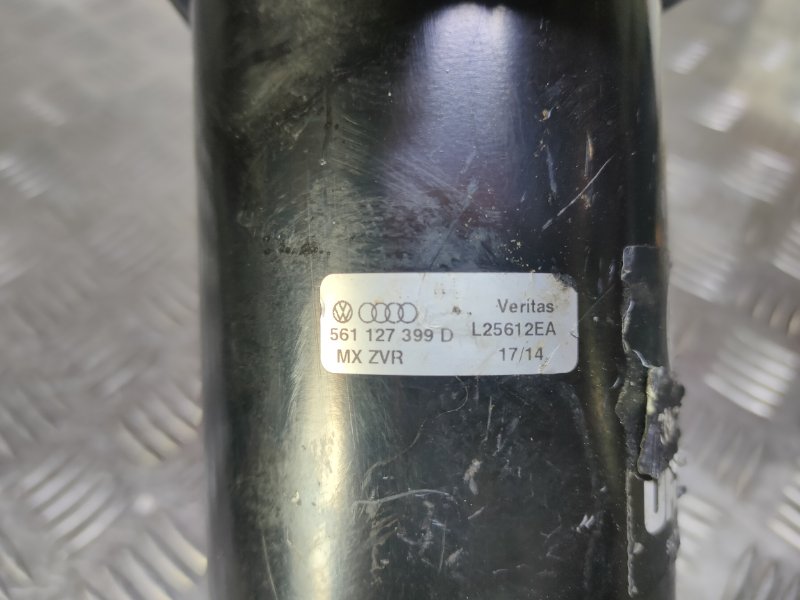 Veritas
561 127 399 D L25612EA
MX ZVR 17/14